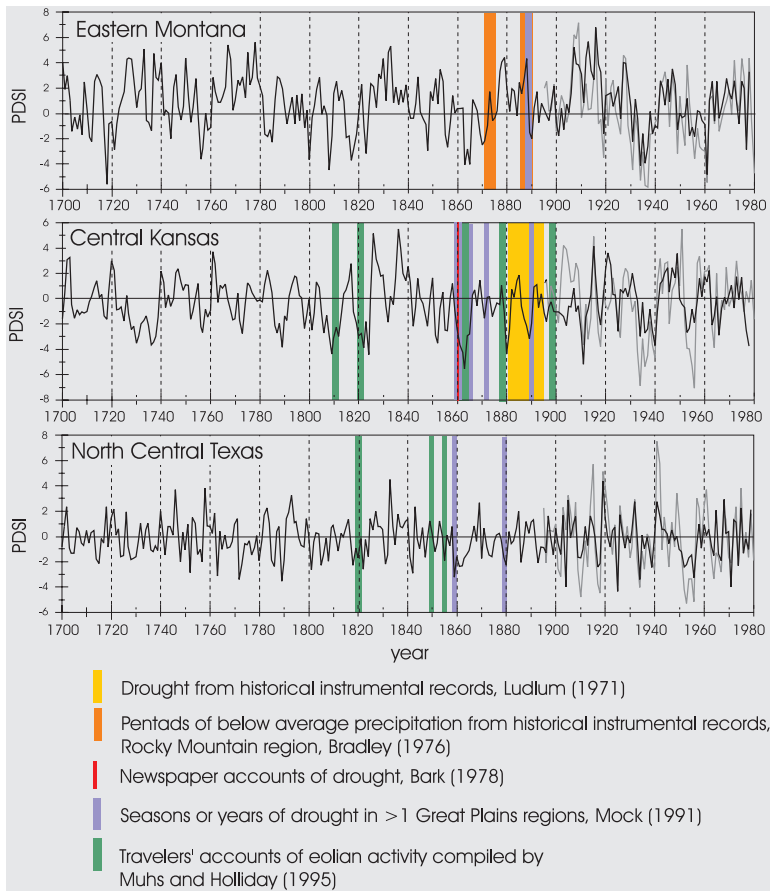 Eastern Montana
PDSI
8
6
4
2
0
-2
-4
-6
1700 1720 1740 1760 1780 1800 1820 1840 1860 1880 1900 1920 1940 1960 1980
Central Kansas
PDSI
6
4
2
0
-2
-4
-6
-8
1700 1720 1740 1760 1780 1800 1820 1840 1860 1880 1900 1920 1940 1960 1980
North Central Texas
PDSI
8
6
4
2
0
-2
-4
-6
1700 1720 1740 1760 1780 1800 1820 1840 1860 1880 1900 1920 1940 1960 1980
year
Drought from historical instrumental records, Ludlum (1971)
Pentads of below average precipitation from historical instrumental records,
Rocky Mountain region, Bradley (1976)
Newspaper accounts of drought, Bark (1978)
Seasons or years of drought in >1 Great Plains regions, Mock (1991)
Travelers' accounts of eolian activity compiled by
Muhs and Holliday (1995)